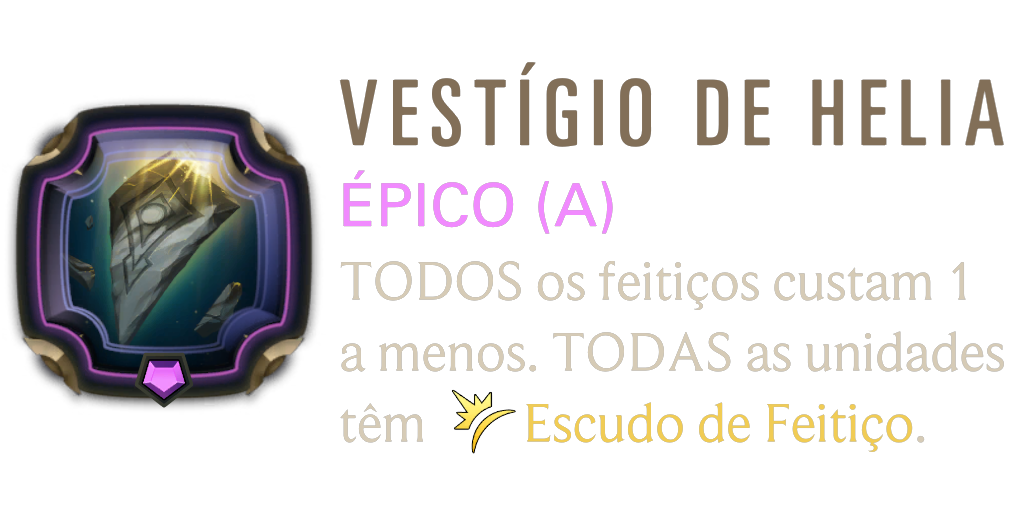 VESTÍGIO DE HELIA
ÉPICO (A)
TODOS os feitiços custam 1
a menos. TODAS as unidades
têm Escudo de Feitiço.